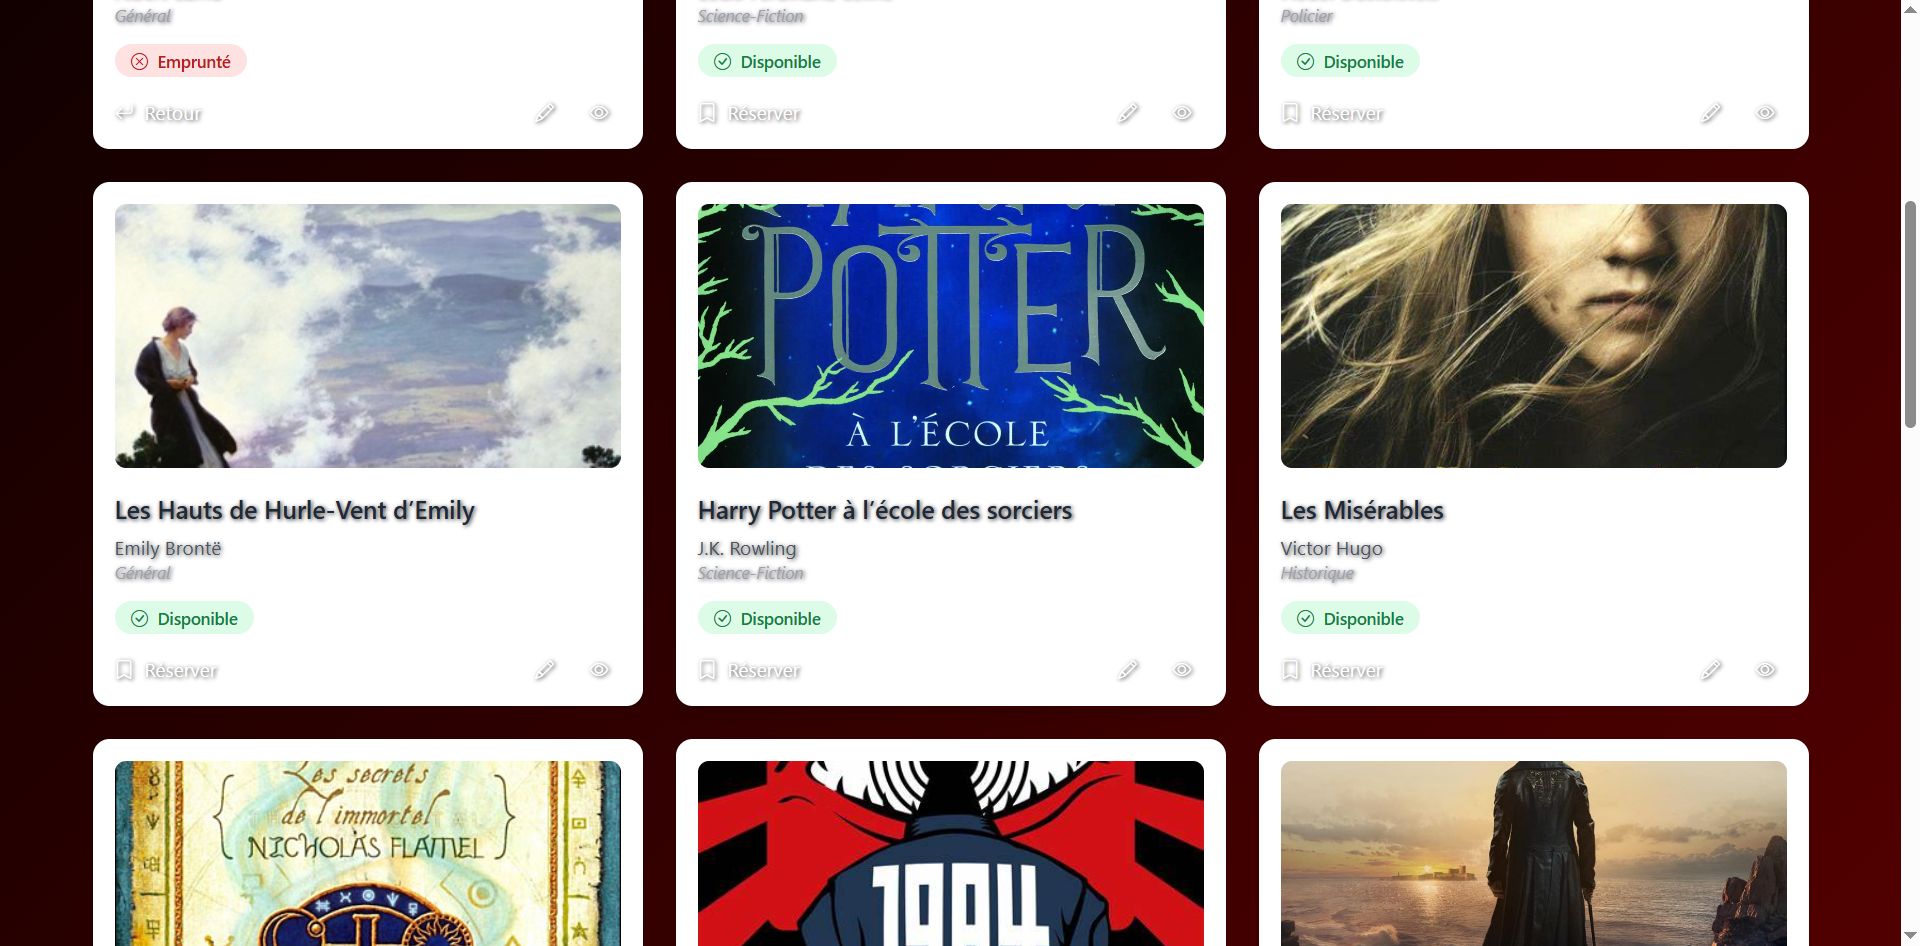 Général
Science-Fiction
Policier
Emprunté
Disponible
Disponible
Retour
Réserver
Réserver
POTTER
À L'ÉCOLE
DES SORCIERS
Les Hauts de Hurle-Vent d'Emily
Harry Potter à l'école des sorciers
Les Misérables
Emily Brontë
J.K. Rowling
Victor Hugo
Général
Science-Fiction
Historique
Disponible
Disponible
Disponible
Réserver
Réserver
Réserver
Les secrets
de l'immortel
NICHOLAS FLAMEL
1984